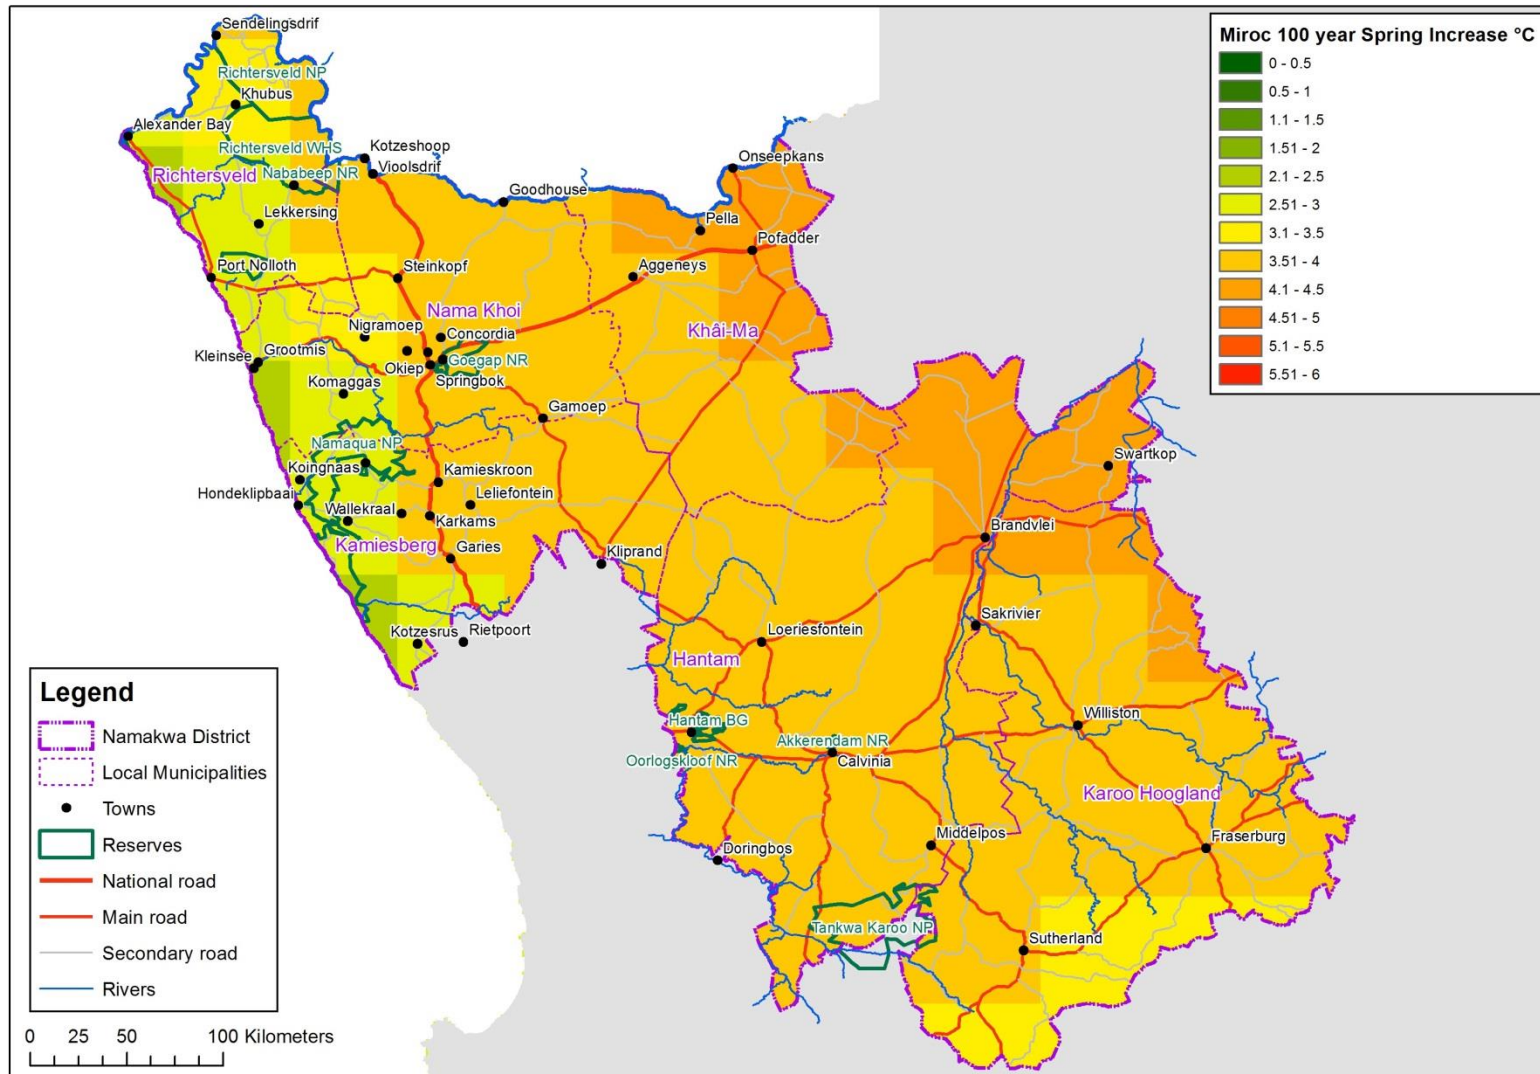 Sendelingsdrif
Richtersveld NP
Khubus
Alexander Bay
Richtersveld WHS
Kotzeshoop
Vioolsdrif
Richtersveld
Nababeep NR
Goodhouse
Onseepkans
Lekkersing
Pella
Pofadder
Port Nolloth
Steinkopf
Aggeneys
Nama Khoi
Khâi-Ma
Nigramoep
Concordia
Kleinsee
Grootmis
Okiep
Goegap NR
Springbok
Komaggas
Gamoep
Namaqua NP
Koingnaas
Kamieskroon
Swartkop
Hondeklipbaai
Leliefontein
Wallekraal
Karkams
Brandvlei
Kamiesberg
Garies
Kliprand
Sakrivier
Kotzesrus
Rietpoort
Loeriesfontein
Hantam
Hantam BG
Williston
Akkerendam NR
Oorlogskloof NR
Calvinia
Karoo Hoogland
Middelpos
Fraserburg
Doringbos
Tankwa Karoo NP
Sutherland
Miroc 100 year Spring Increase °C
0 - 0.5
0.5 - 1
1.1 - 1.5
1.51 - 2
2.1 - 2.5
2.51 - 3
3.1 - 3.5
3.51 - 4
4.1 - 4.5
4.51 - 5
5.1 - 5.5
5.51 - 6
Legend
Namakwa District
Local Municipalities
Towns
Reserves
National road
Main road
Secondary road
Rivers
0 25 50 100 Kilometers